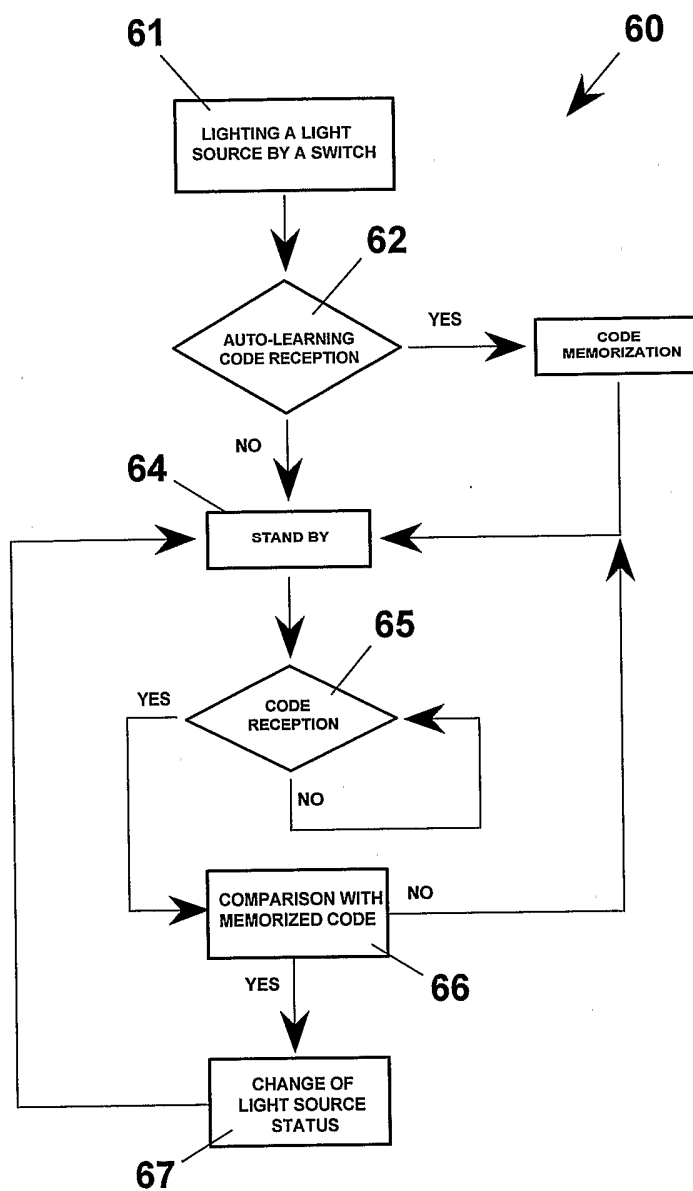 61
60
LIGHTING A LIGHT
SOURCE BY A SWITCH
62
AUTO-LEARNING
CODE RECEPTION
YES
CODE
MEMORIZATION
NO
64
STAND BY
65
YES
CODE
RECEPTION
NO
COMPARISON WITH
MEMORIZED CODE
NO
66
YES
CHANGE OF
LIGHT SOURCE
STATUS
67